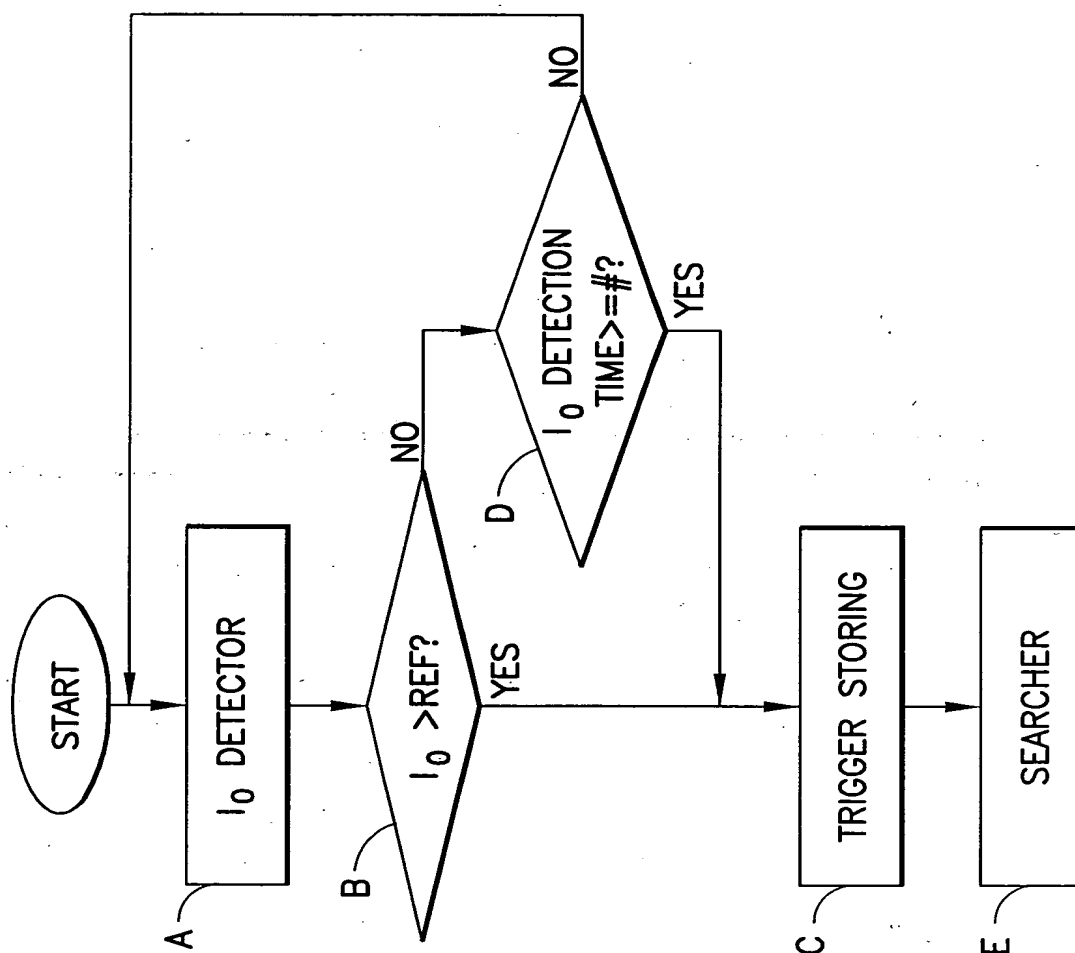 START
I₀ DETECTOR
A
I₀ >REF?
B
NO
YES
I₀ DETECTION
TIME>=#?
D
NO
YES
TRIGGER STORING
C
SEARCHER
E